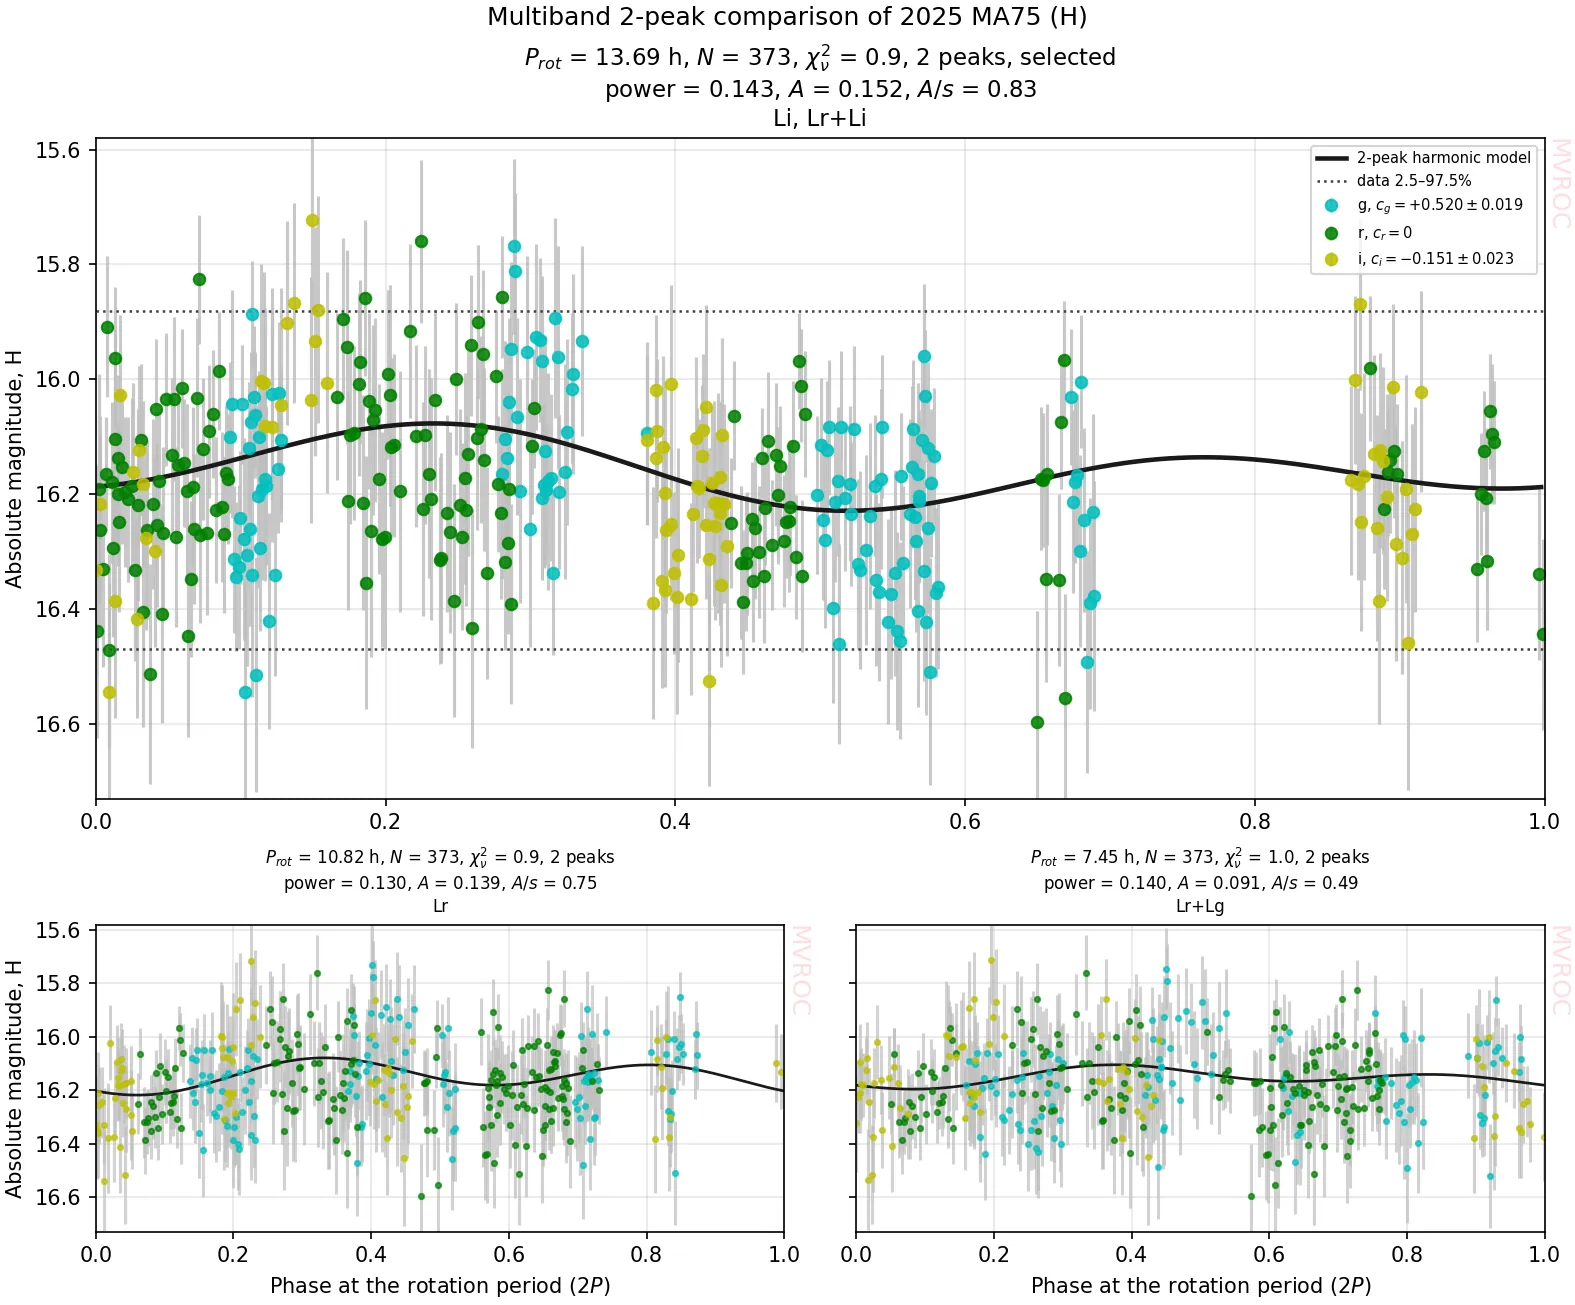 Multiband 2-peak comparison of 2025 MA75 (H)
P_rot = 13.69 h, N = 373, χ²_ν = 0.9, 2 peaks, selected
power = 0.143, A = 0.152, A/s = 0.83
Li, Lr+Li
15.6
15.8
16.0
16.2
16.4
16.6
Absolute magnitude, H
2-peak harmonic model
data 2.5–97.5%
g, c_g = +0.520 ± 0.019
r, c_r = 0
i, c_i = −0.151 ± 0.023
MVROC
0.0 0.2 0.4 0.6 0.8 1.0
P_rot = 10.82 h, N = 373, χ²_ν = 0.9, 2 peaks
power = 0.130, A = 0.139, A/s = 0.75
Lr
15.6
15.8
16.0
16.2
16.4
16.6
Absolute magnitude, H
MVROC
0.0 0.2 0.4 0.6 0.8 1.0
Phase at the rotation period (2P)
P_rot = 7.45 h, N = 373, χ²_ν = 1.0, 2 peaks
power = 0.140, A = 0.091, A/s = 0.49
Lr+Lg
MVROC
0.0 0.2 0.4 0.6 0.8 1.0
Phase at the rotation period (2P)